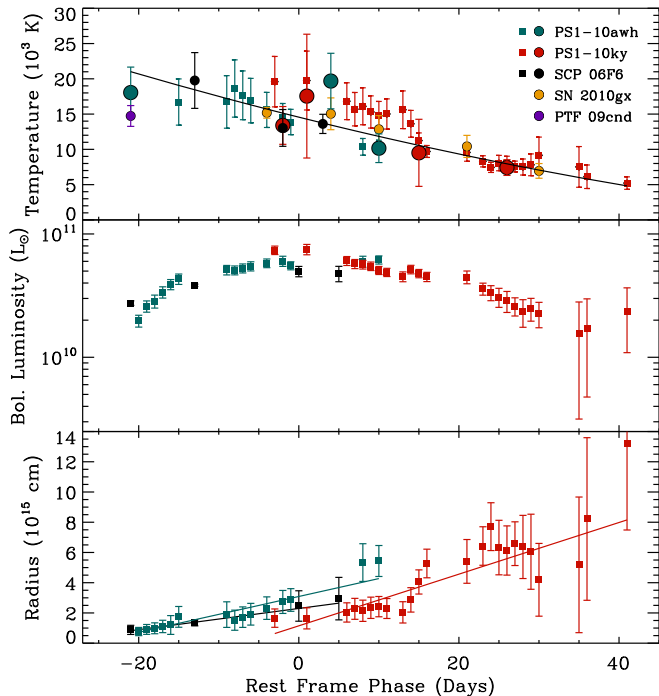 Temperature (10³ K)
30
25
20
15
10
5
0
PS1-10awh
PS1-10ky
SCP 06F6
SN 2010gx
PTF 09cnd
Bol. Luminosity (L⊙)
10¹¹
10¹⁰
Radius (10¹⁵ cm)
14
12
10
8
6
4
2
0
-20 0 20 40
Rest Frame Phase (Days)